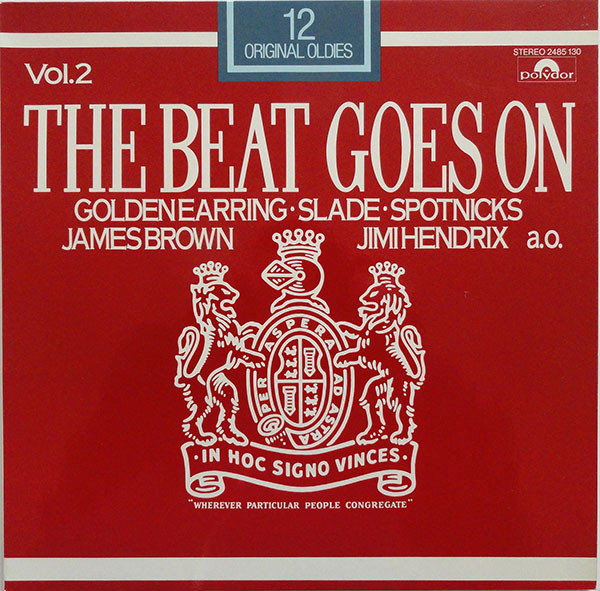 12
ORIGINAL OLDIES
STEREO 2485 130
polydor
Vol.2
THE BEAT GOES ON
GOLDEN EARRING · SLADE · SPOTNICKS
JAMES BROWN JIMI HENDRIX a.o.
PER ASPERA AD ASTRA
· IN HOC SIGNO VINCES ·
"WHEREVER PARTICULAR PEOPLE CONGREGATE"